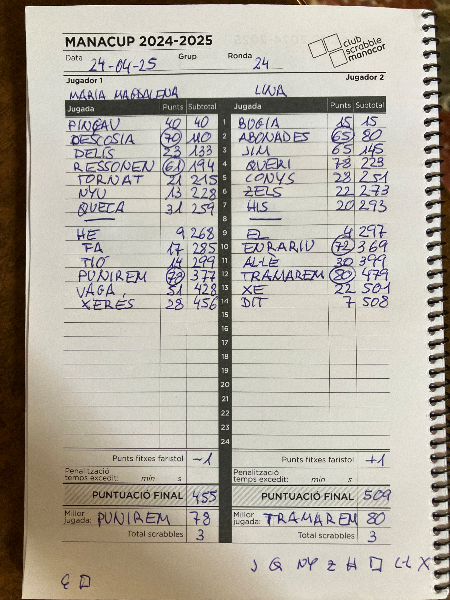 MANACUP 2024-2025
club scrabble manacor
Data 24-04-25 Grup Ronda 24
Jugador 1 Jugador 2
MARIA MAGDALENA LUNA
Jugada Punts Subtotal Jugada Punts Subtotal
PINÇAU 40 40 1 BOGIA 15 15
DESCOSIA 70 110 2 ABONADES 65 80
DELIS 23 133 3 JIM 65 145
RESSONEN 61 194 4 QUERI 78 223
TORNAT 21 215 5 CONYS 28 251
NYU 13 228 6 ZELS 22 273
QUECA 31 259 7 HIS 20 293
8
HE 9 268 9 EL 4 297
FA 17 285 10 ENRARIU 72 369
TIO 14 299 11 AL·LE 30 399
PUNIREM 78 377 12 TRAMAREM 80 479
VAGA 51 428 13 XE 22 501
XERÉS 28 456 14 DIT 7 508
15
16
17
18
19
20
21
22
23
24
Punts fitxes faristol -1 Punts fitxes faristol +1
Penalització temps excedit: min s Penalització temps excedit: min s
PUNTUACIÓ FINAL 455 PUNTUACIÓ FINAL 509
Millor jugada: PUNIREM 78 Millor jugada: TRAMAREM 80
Total scrabbles 3 Total scrabbles 3
J Q NY Z H □ L·L X
Ç □